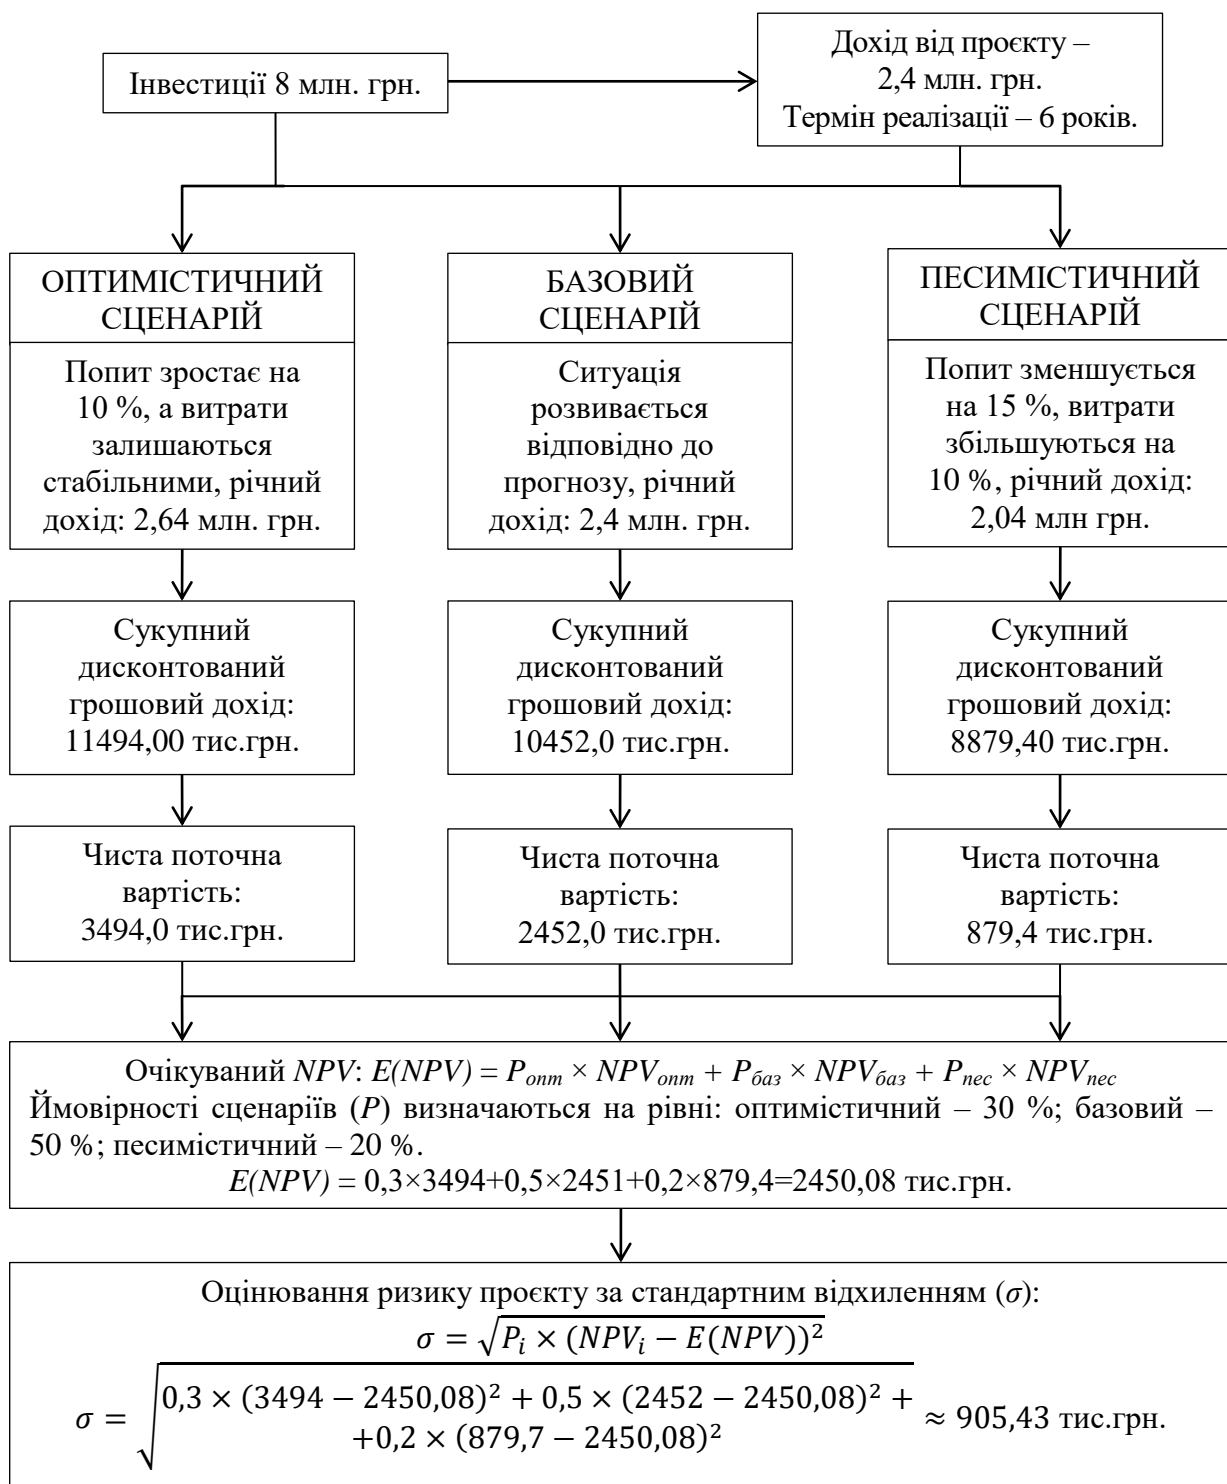 Інвестиції 8 млн. грн.
Дохід від проєкту –
2,4 млн. грн.
Термін реалізації – 6 років.
ОПТИМІСТИЧНИЙ
СЦЕНАРІЙ
Попит зростає на
10 %, а витрати
залишаються
стабільними, річний
дохід: 2,64 млн. грн.
Сукупний
дисконтований
грошовий дохід:
11494,00 тис.грн.
Чиста поточна
вартість:
3494,0 тис.грн.
БАЗОВИЙ
СЦЕНАРІЙ
Ситуація
розвивається
відповідно до
прогнозу, річний
дохід: 2,4 млн. грн.
Сукупний
дисконтований
грошовий дохід:
10452,0 тис.грн.
Чиста поточна
вартість:
2452,0 тис.грн.
ПЕСИМІСТИЧНИЙ
СЦЕНАРІЙ
Попит зменшується
на 15 %, витрати
збільшуються на
10 %, річний дохід:
2,04 млн грн.
Сукупний
дисконтований
грошовий дохід:
8879,40 тис.грн.
Чиста поточна
вартість:
879,4 тис.грн.
Очікуваний NPV: E(NPV) = Pопт × NPVопт + Pбаз × NPVбаз + Pпес × NPVпес
Ймовірності сценаріїв (P) визначаються на рівні: оптимістичний – 30 %; базовий –
50 %; песимістичний – 20 %.
E(NPV) = 0,3×3494+0,5×2451+0,2×879,4=2450,08 тис.грн.
Оцінювання ризику проєкту за стандартним відхиленням (σ):
σ = √Pᵢ × (NPVᵢ − E(NPV))²
σ = √0,3 × (3494 − 2450,08)² + 0,5 × (2452 − 2450,08)² +
+0,2 × (879,7 − 2450,08)² ≈ 905,43 тис.грн.